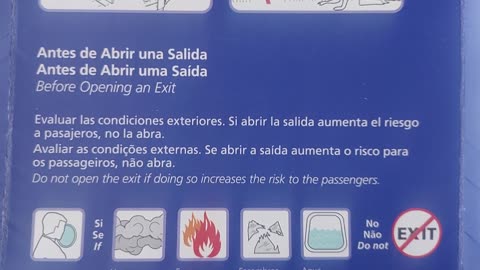 Antes de Abrir una Salida
Antes de Abrir uma Saída
Before Opening an Exit
Evaluar las condiciones exteriores. Si abrir la salida aumenta el riesgo
a pasajeros, no la abra.
Avaliar as condições externas. Se abrir a saída aumenta o risco para
os passageiros, não abra.
Do not open the exit if doing so increases the risk to the passengers.
Si
Se
If
No
Não
Do not
EXIT